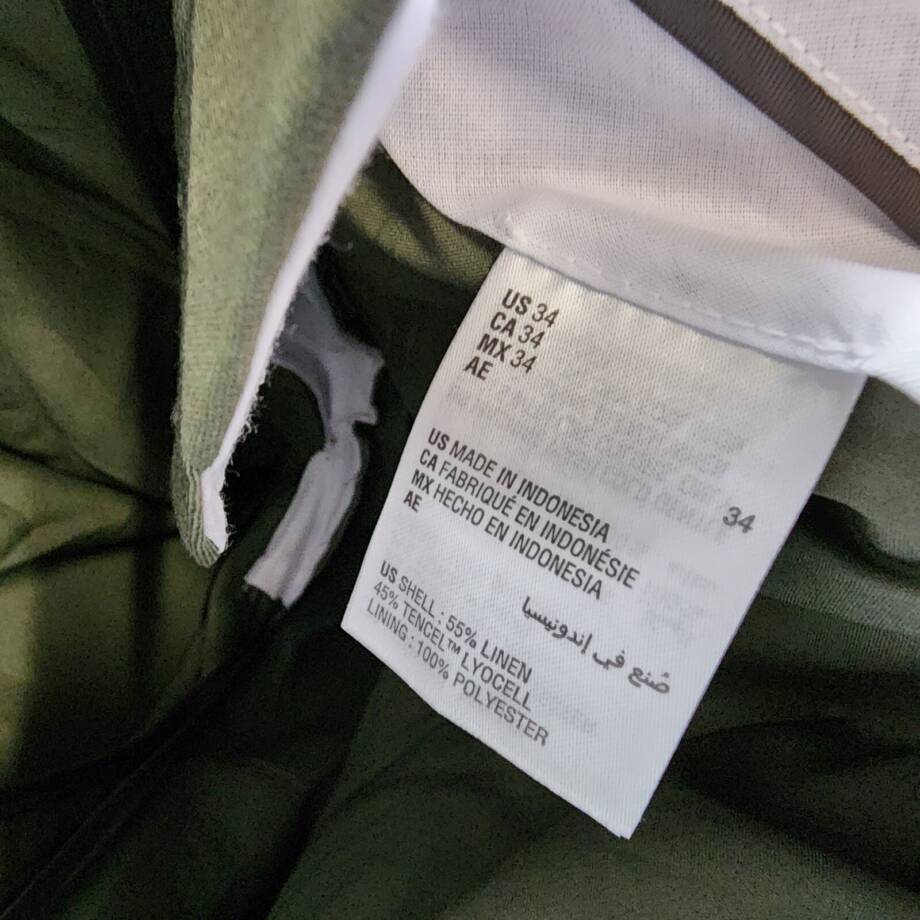 US 34
CA 34
MX 34
AE
34
US MADE IN INDONESIA
CA FABRIQUÉ EN INDONÉSIE
MX HECHO EN INDONESIA
AE
صُنع في إندونيسيا
US SHELL : 55% LINEN
45% TENCEL™ LYOCELL
LINING : 100% POLYESTER